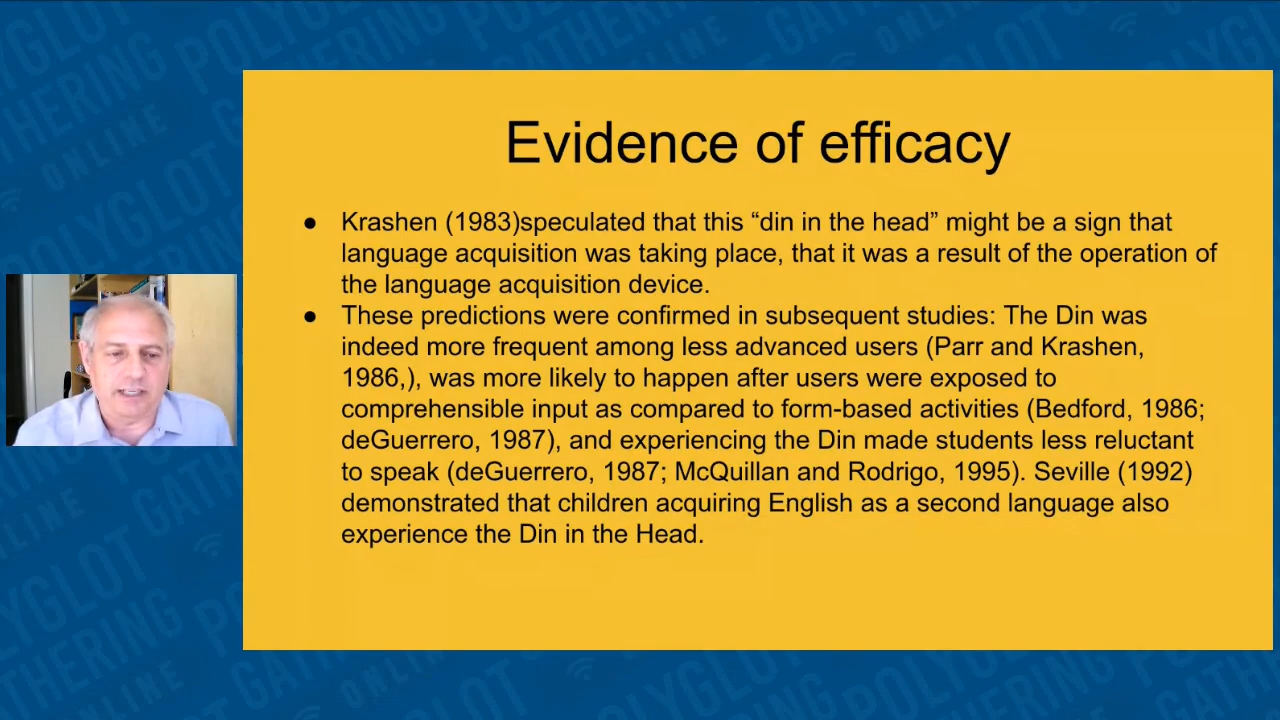 Evidence of efficacy
● Krashen (1983)speculated that this “din in the head” might be a sign that
language acquisition was taking place, that it was a result of the operation of
the language acquisition device.
● These predictions were confirmed in subsequent studies: The Din was
indeed more frequent among less advanced users (Parr and Krashen,
1986,), was more likely to happen after users were exposed to
comprehensible input as compared to form-based activities (Bedford, 1986;
deGuerrero, 1987), and experiencing the Din made students less reluctant
to speak (deGuerrero, 1987; McQuillan and Rodrigo, 1995). Seville (1992)
demonstrated that children acquiring English as a second language also
experience the Din in the Head.
POLYGLOT
GATHERING
ONLINE